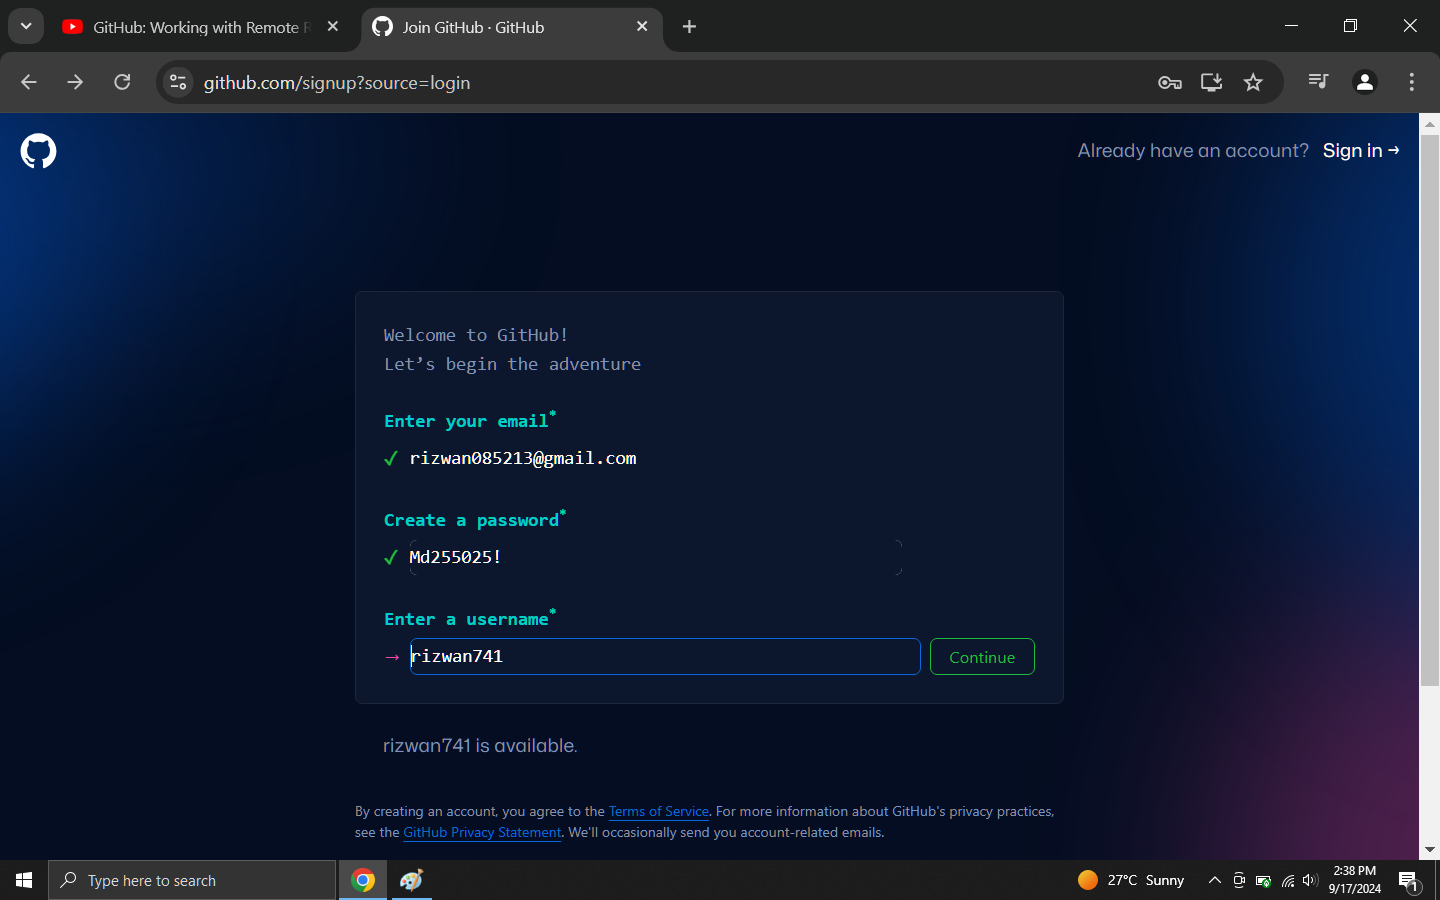 GitHub: Working with Remote R
Join GitHub · GitHub
github.com/signup?source=login
Already have an account? Sign in →
Welcome to GitHub!
Let’s begin the adventure
Enter your email*
✓ rizwan085213@gmail.com
Create a password*
✓ Md255025!
Enter a username*
→ rizwan741 Continue
rizwan741 is available.
By creating an account, you agree to the Terms of Service. For more information about GitHub's privacy practices,
see the GitHub Privacy Statement. We'll occasionally send you account-related emails.
Type here to search
27°C Sunny
2:38 PM
9/17/2024
1